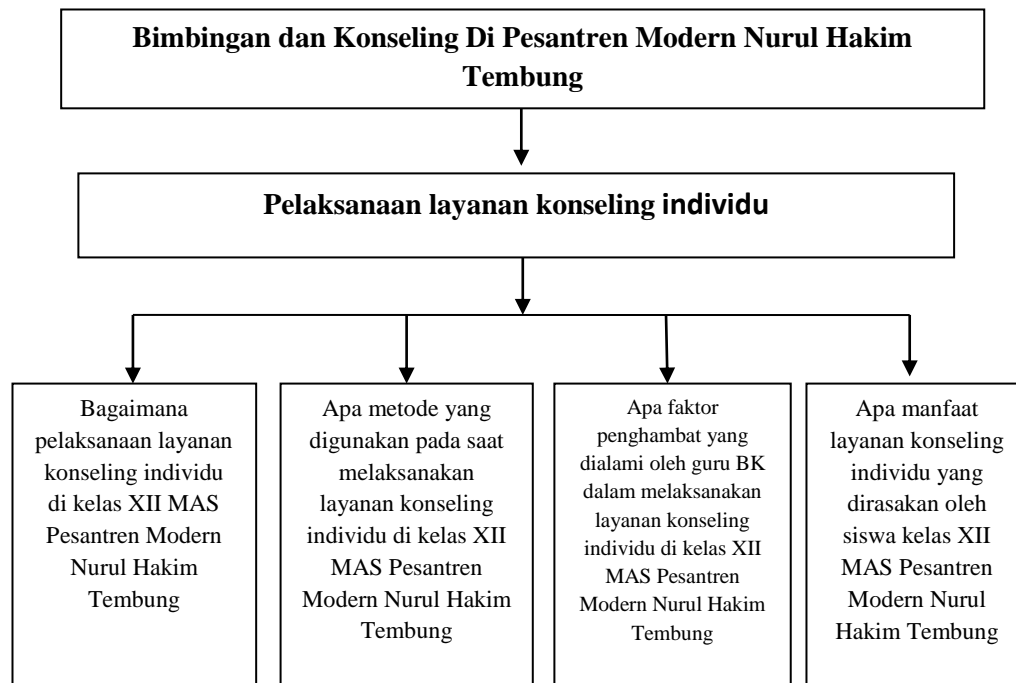 Bimbingan dan Konseling Di Pesantren Modern Nurul Hakim
Tembung
Pelaksanaan layanan konseling individu
Bagaimana
pelaksanaan layanan
konseling individu
di kelas XII MAS
Pesantren Modern
Nurul Hakim
Tembung
Apa metode yang
digunakan pada saat
melaksanakan
layanan konseling
individu di kelas XII
MAS Pesantren
Modern Nurul Hakim
Tembung
Apa faktor
penghambat yang
dialami oleh guru BK
dalam melaksanakan
layanan konseling
individu di kelas XII
MAS Pesantren
Modern Nurul Hakim
Tembung
Apa manfaat
layanan konseling
individu yang
dirasakan oleh
siswa kelas XII
MAS Pesantren
Modern Nurul
Hakim Tembung